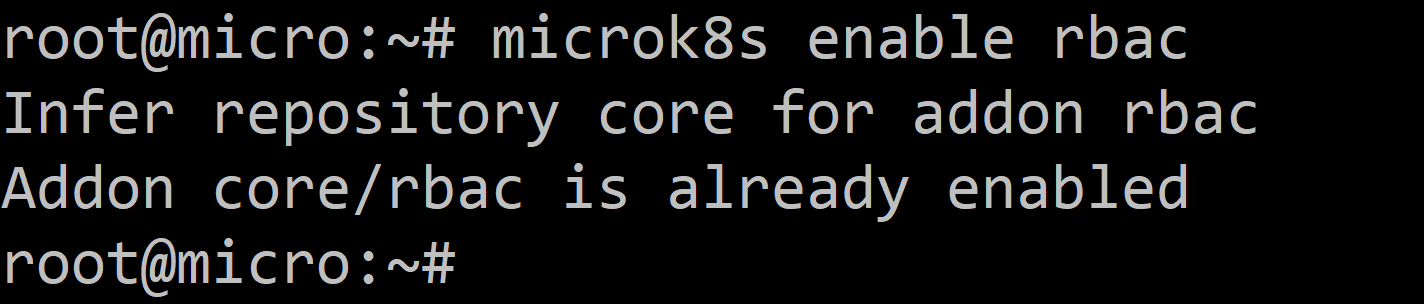 root@micro:~# microk8s enable rbac
Infer repository core for addon rbac
Addon core/rbac is already enabled
root@micro:~#